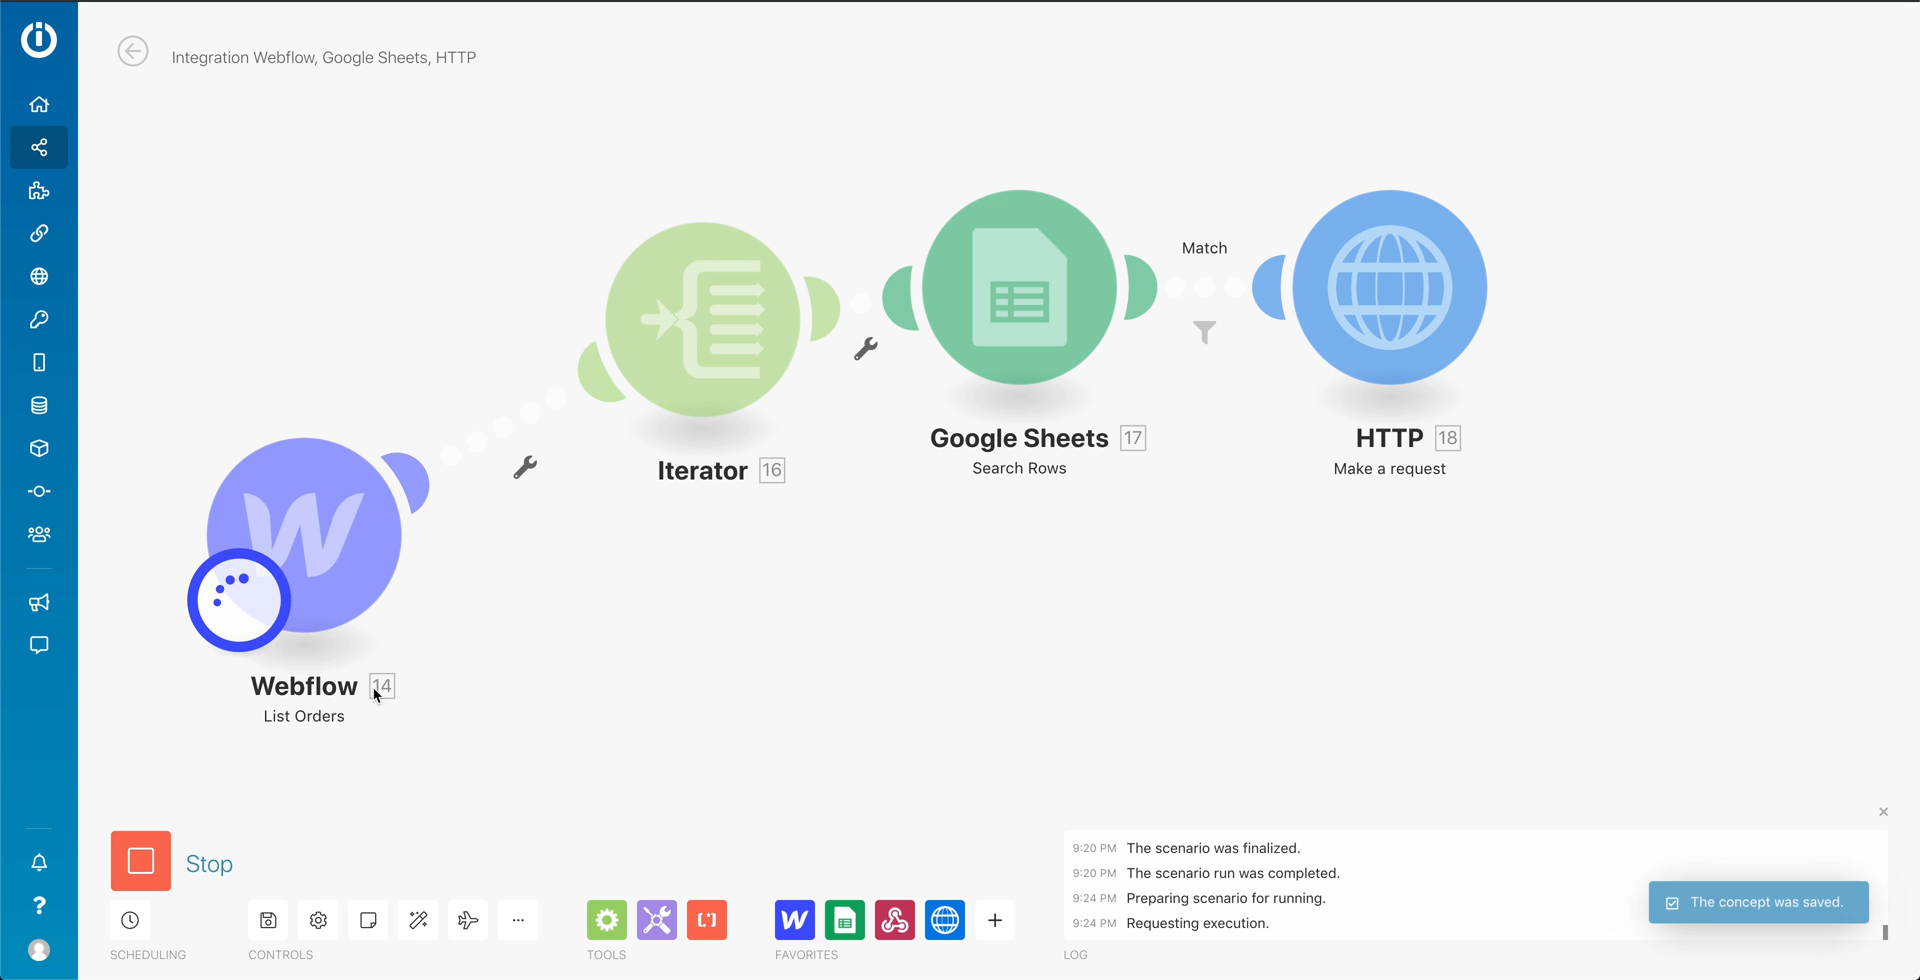 Integration Webflow, Google Sheets, HTTP
Match
Google Sheets 17
Search Rows
HTTP 18
Make a request
Iterator 16
W
Webflow 14
List Orders
Stop
9:20 PM The scenario was finalized.
9:20 PM The scenario run was completed.
9:24 PM Preparing scenario for running.
9:24 PM Requesting execution.
The concept was saved.
SCHEDULING
CONTROLS
TOOLS
FAVORITES
LOG